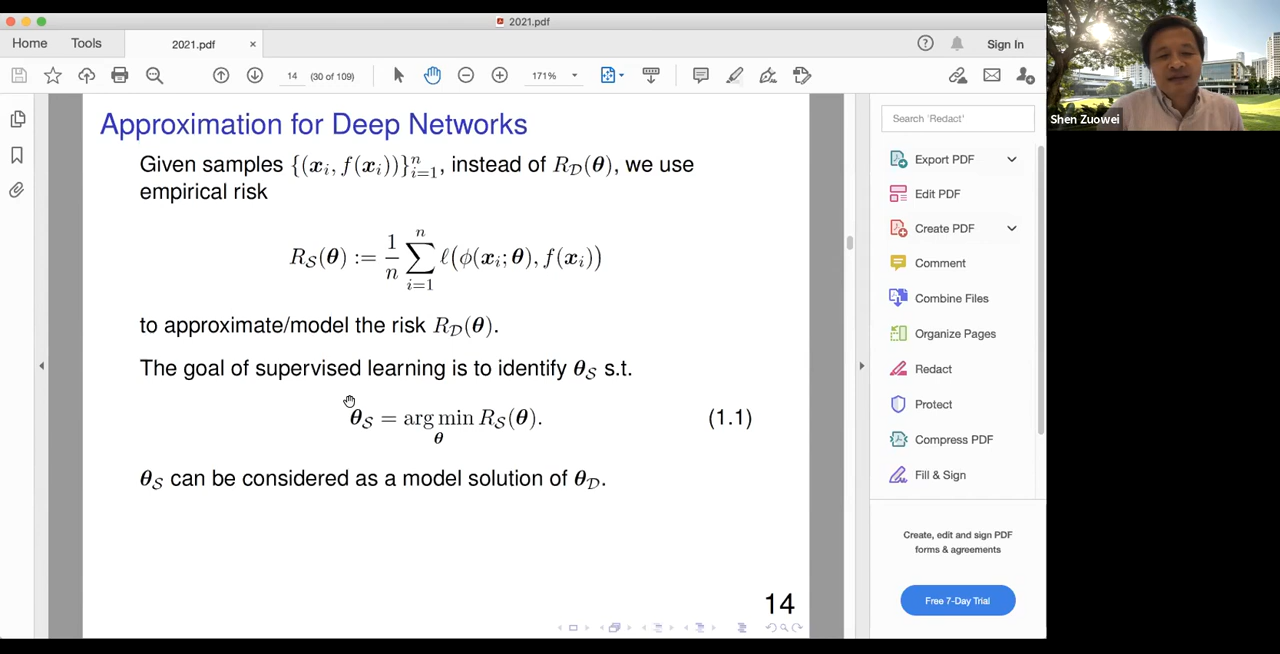 2021.pdf
Home Tools 2021.pdf × Sign In
14 (30 of 109) 171%
Approximation for Deep Networks
Given samples {(𝒙ᵢ, f(𝒙ᵢ))}ⁿᵢ₌₁, instead of R_𝒟(𝜽), we use
empirical risk
R_𝒮(𝜽) := 1/n ∑ⁿᵢ₌₁ ℓ(ϕ(𝒙ᵢ; 𝜽), f(𝒙ᵢ))
to approximate/model the risk R_𝒟(𝜽).
The goal of supervised learning is to identify 𝜽_𝒮 s.t.
𝜽_𝒮 = arg min_𝜽 R_𝒮(𝜽). (1.1)
𝜽_𝒮 can be considered as a model solution of 𝜽_𝒟.
14
Search 'Redact'
Export PDF
Edit PDF
Create PDF
Comment
Combine Files
Organize Pages
Redact
Protect
Compress PDF
Fill & Sign
Create, edit and sign PDF
forms & agreements
Free 7-Day Trial
Shen Zuowei